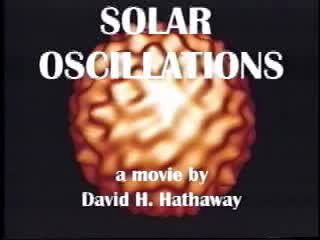 SOLAR
OSCILLATIONS
a movie by
David H. Hathaway